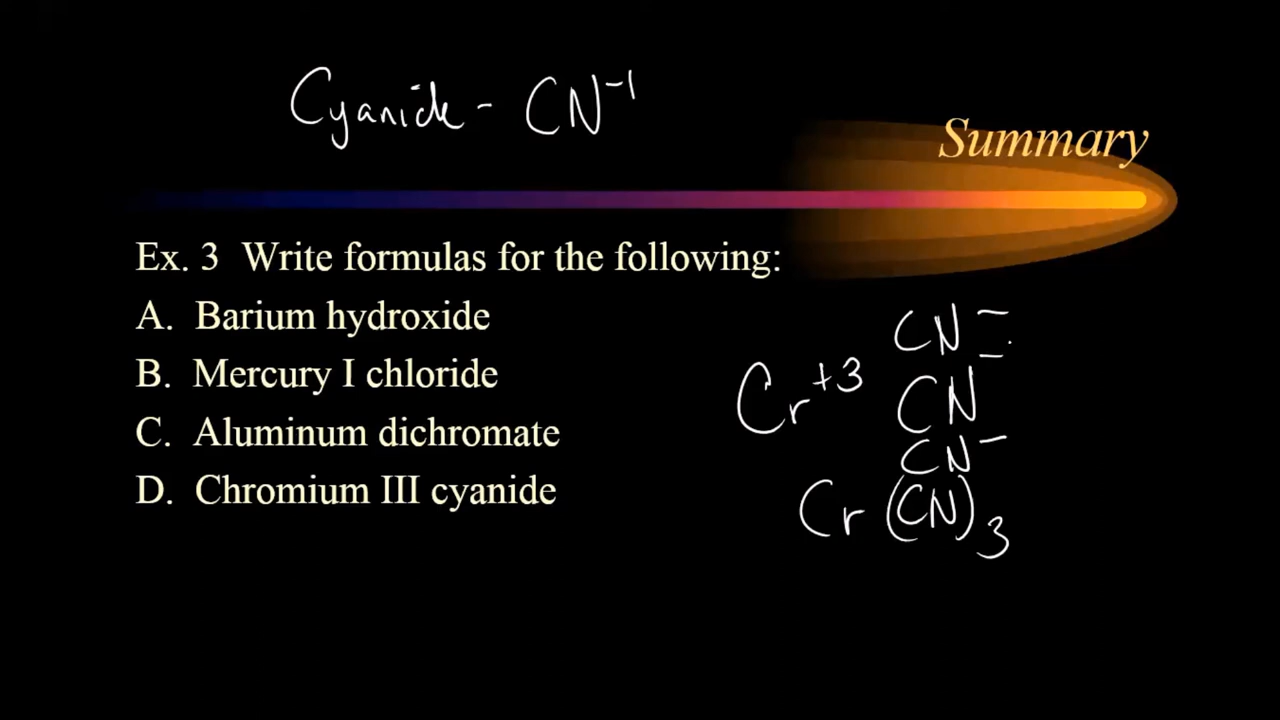 Cyanide - CN⁻¹
Summary
Ex. 3 Write formulas for the following:
A. Barium hydroxide
B. Mercury I chloride
C. Aluminum dichromate
D. Chromium III cyanide
CN⁻
Cr⁺³ CN⁻
CN⁻
Cr(CN)₃